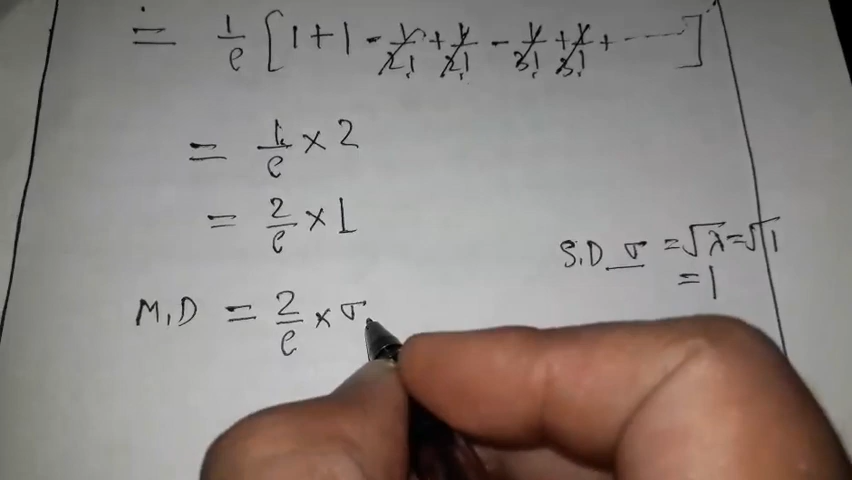 = 1/e [1 + 1 - 1/2! + 1/2! - 1/3! + 1/3! + ------]
= 1/e × 2
= 2/e × 1
S.D σ = √λ = √1
= 1
M.D = 2/e × σ